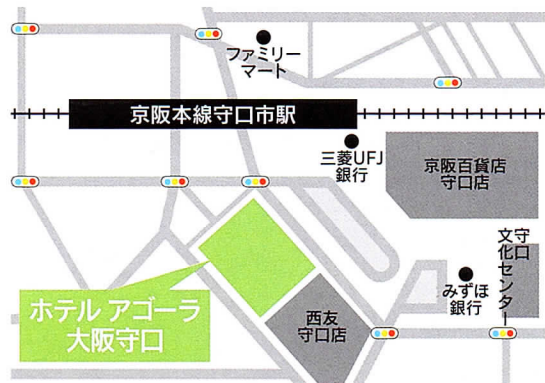 ファミリー
マート
京阪本線守口市駅
三菱UFJ
銀行
京阪百貨店
守口店
守口
文化センター
みずほ
銀行
ホテル アゴーラ
大阪守口
西友
守口店